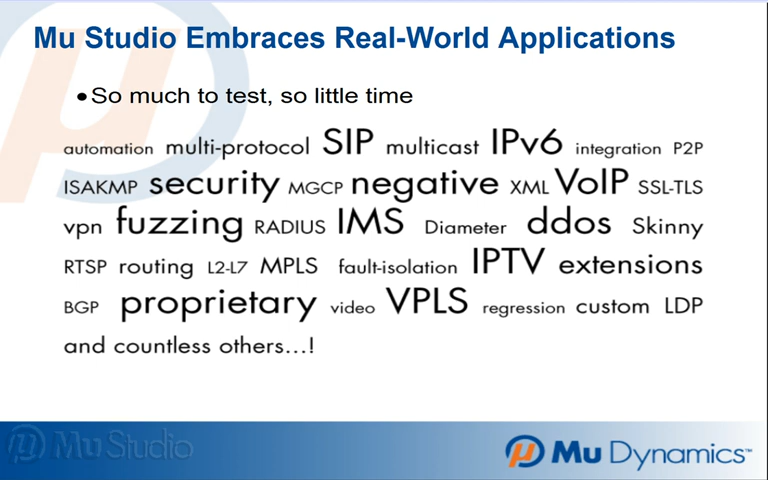 Mu Studio Embraces Real-World Applications
•So much to test, so little time
automation multi-protocol SIP multicast IPv6 integration P2P
ISAKMP security MGCP negative XML VoIP SSL-TLS
vpn fuzzing RADIUS IMS Diameter ddos Skinny
RTSP routing L2-L7 MPLS fault-isolation IPTV extensions
BGP proprietary video VPLS regression custom LDP
and countless others...!
µ Mu Studio
µ Mu Dynamics™